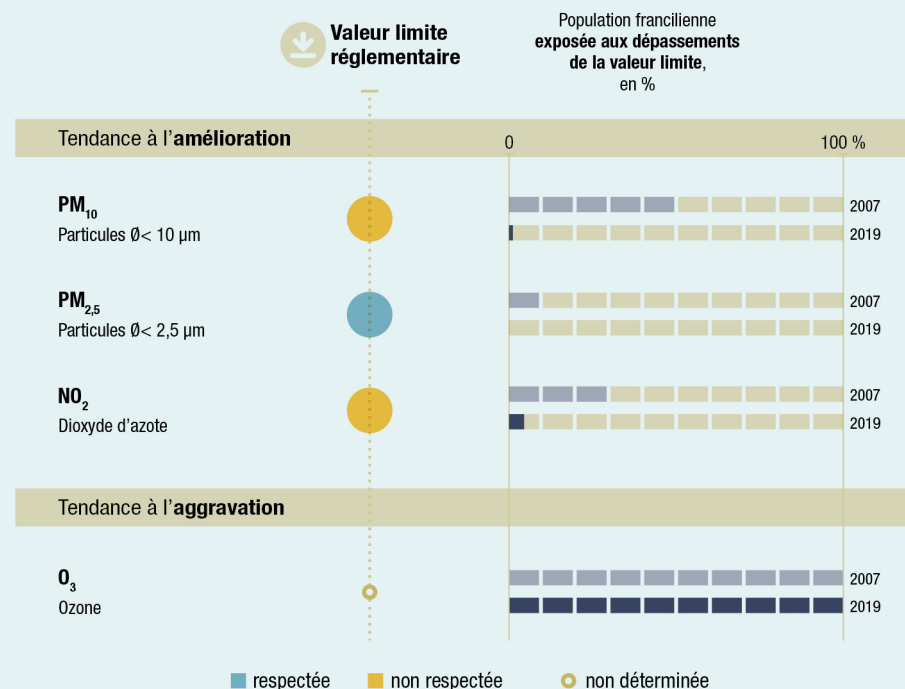 Valeur limite
réglementaire
Population francilienne
exposée aux dépassements
de la valeur limite,
en %
Tendance à l'amélioration
0
100 %
PM10
Particules Ø< 10 µm
2007
2019
PM2,5
Particules Ø< 2,5 µm
2007
2019
NO2
Dioxyde d'azote
2007
2019
Tendance à l'aggravation
O3
Ozone
2007
2019
respectée
non respectée
non déterminée